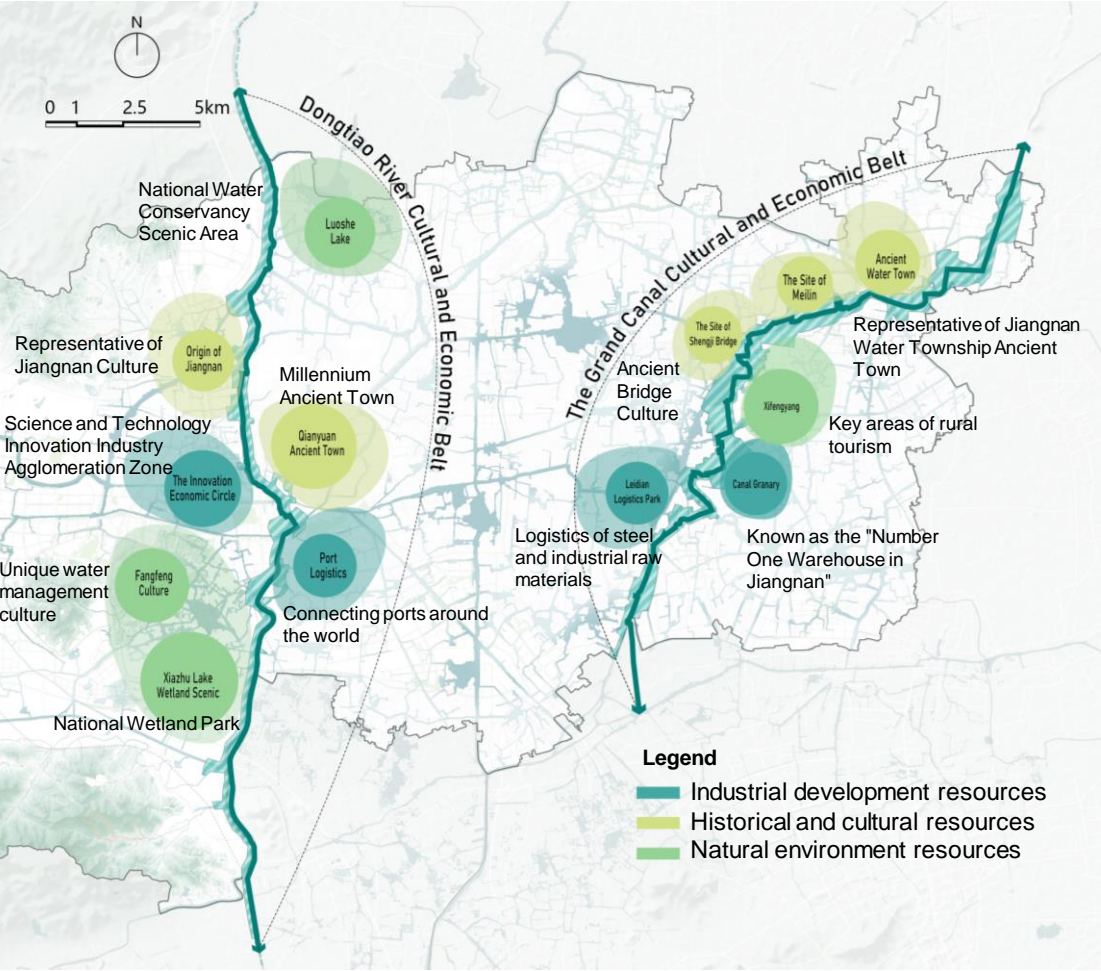 N
0 1 2.5 5km
Dongtiao River Cultural and Economic Belt
The Grand Canal Cultural and Economic Belt
National Water
Conservancy
Scenic Area
Luoshe
Lake
Representative of
Jiangnan Culture
Origin of
Jiangnan
Millennium
Ancient Town
Qianyuan
Ancient Town
Science and Technology
Innovation Industry
Agglomeration Zone
The Innovation
Economic Circle
Port
Logistics
Connecting ports around
the world
Unique water
management
culture
Fangfeng
Culture
Xiazhu Lake
Wetland Scenic
National Wetland Park
Ancient
Water Town
The Site of
Meilin
The Site of
Shengji Bridge
Representative of Jiangnan
Water Township Ancient
Town
Ancient
Bridge
Culture
Xifengyang
Key areas of rural
tourism
Leidian
Logistics Park
Canal Granary
Logistics of steel
and industrial raw
materials
Known as the "Number
One Warehouse in
Jiangnan"
Legend
Industrial development resources
Historical and cultural resources
Natural environment resources